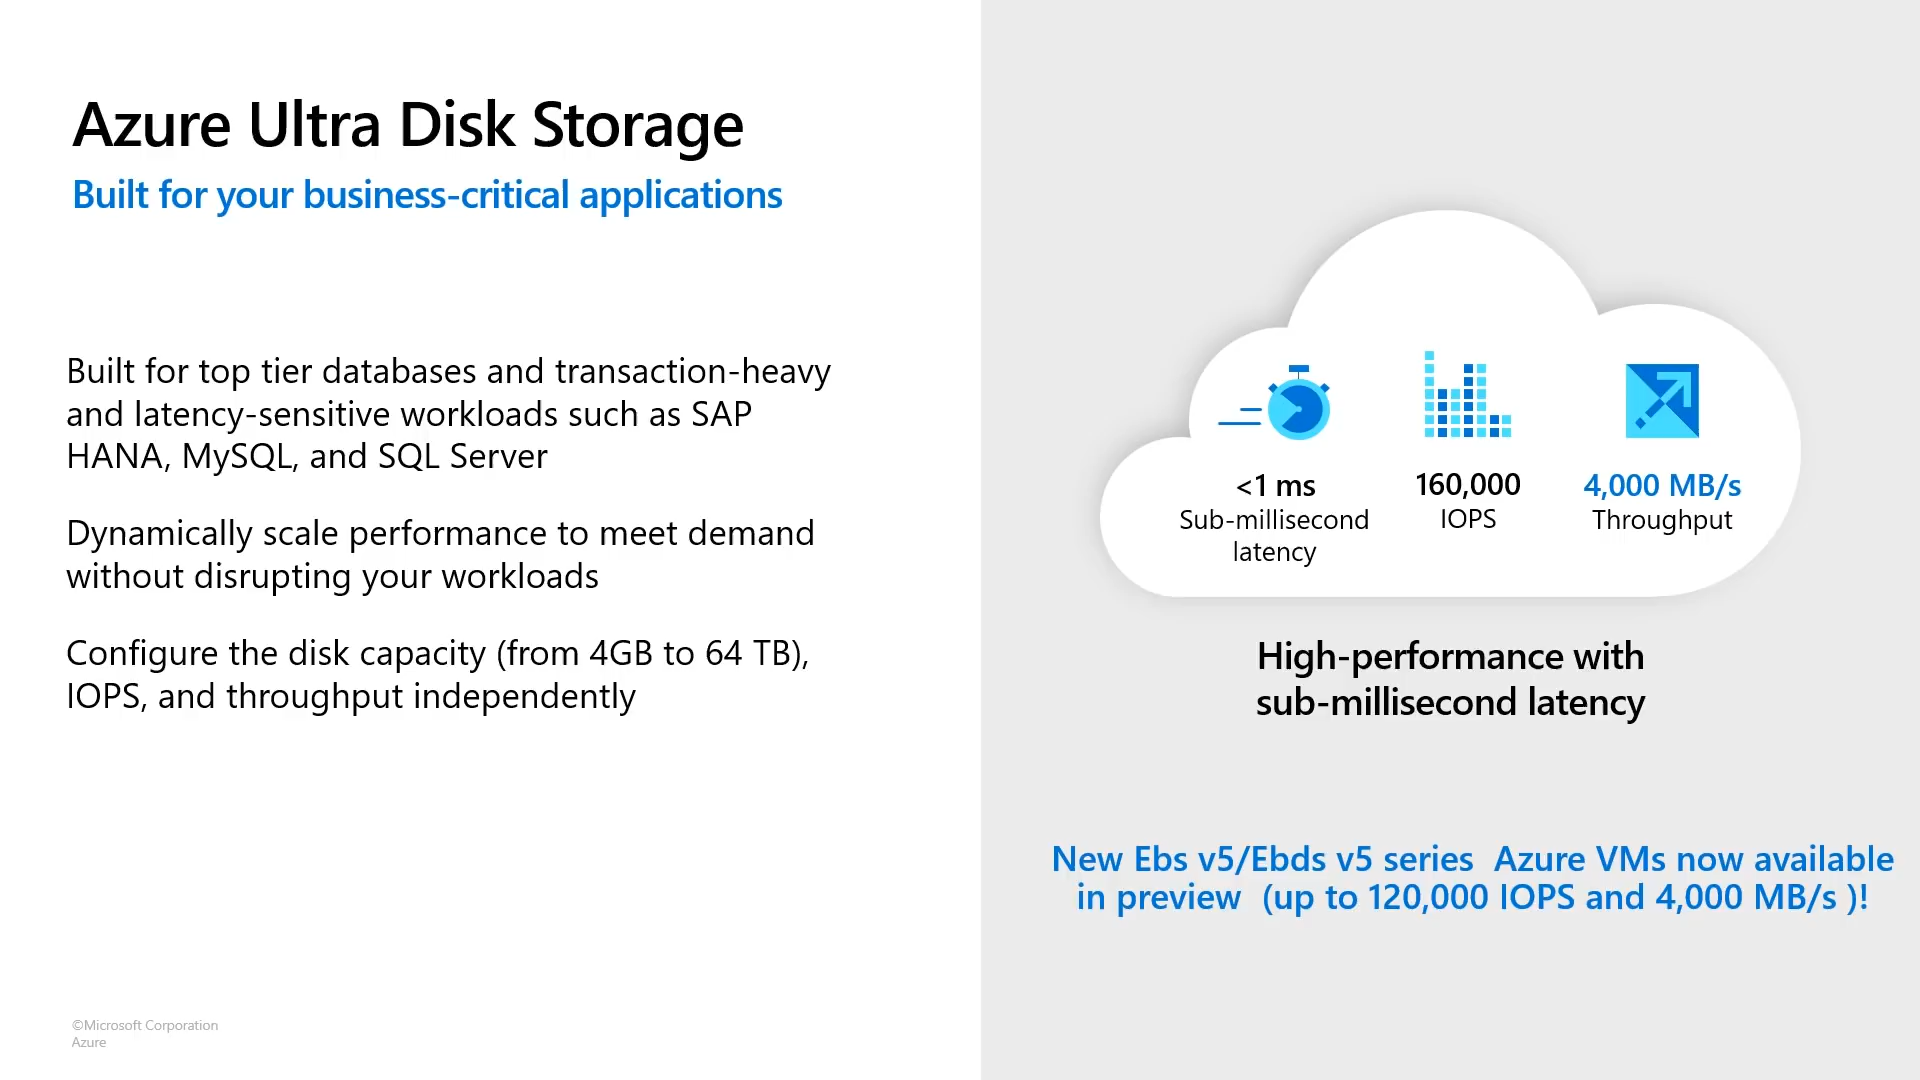 Azure Ultra Disk Storage
Built for your business-critical applications
Built for top tier databases and transaction-heavy
and latency-sensitive workloads such as SAP
HANA, MySQL, and SQL Server
Dynamically scale performance to meet demand
without disrupting your workloads
Configure the disk capacity (from 4GB to 64 TB),
IOPS, and throughput independently
<1 ms
Sub-millisecond
latency
160,000
IOPS
4,000 MB/s
Throughput
High-performance with
sub-millisecond latency
New Ebs v5/Ebds v5 series  Azure VMs now available
in preview  (up to 120,000 IOPS and 4,000 MB/s )!
©Microsoft Corporation
Azure